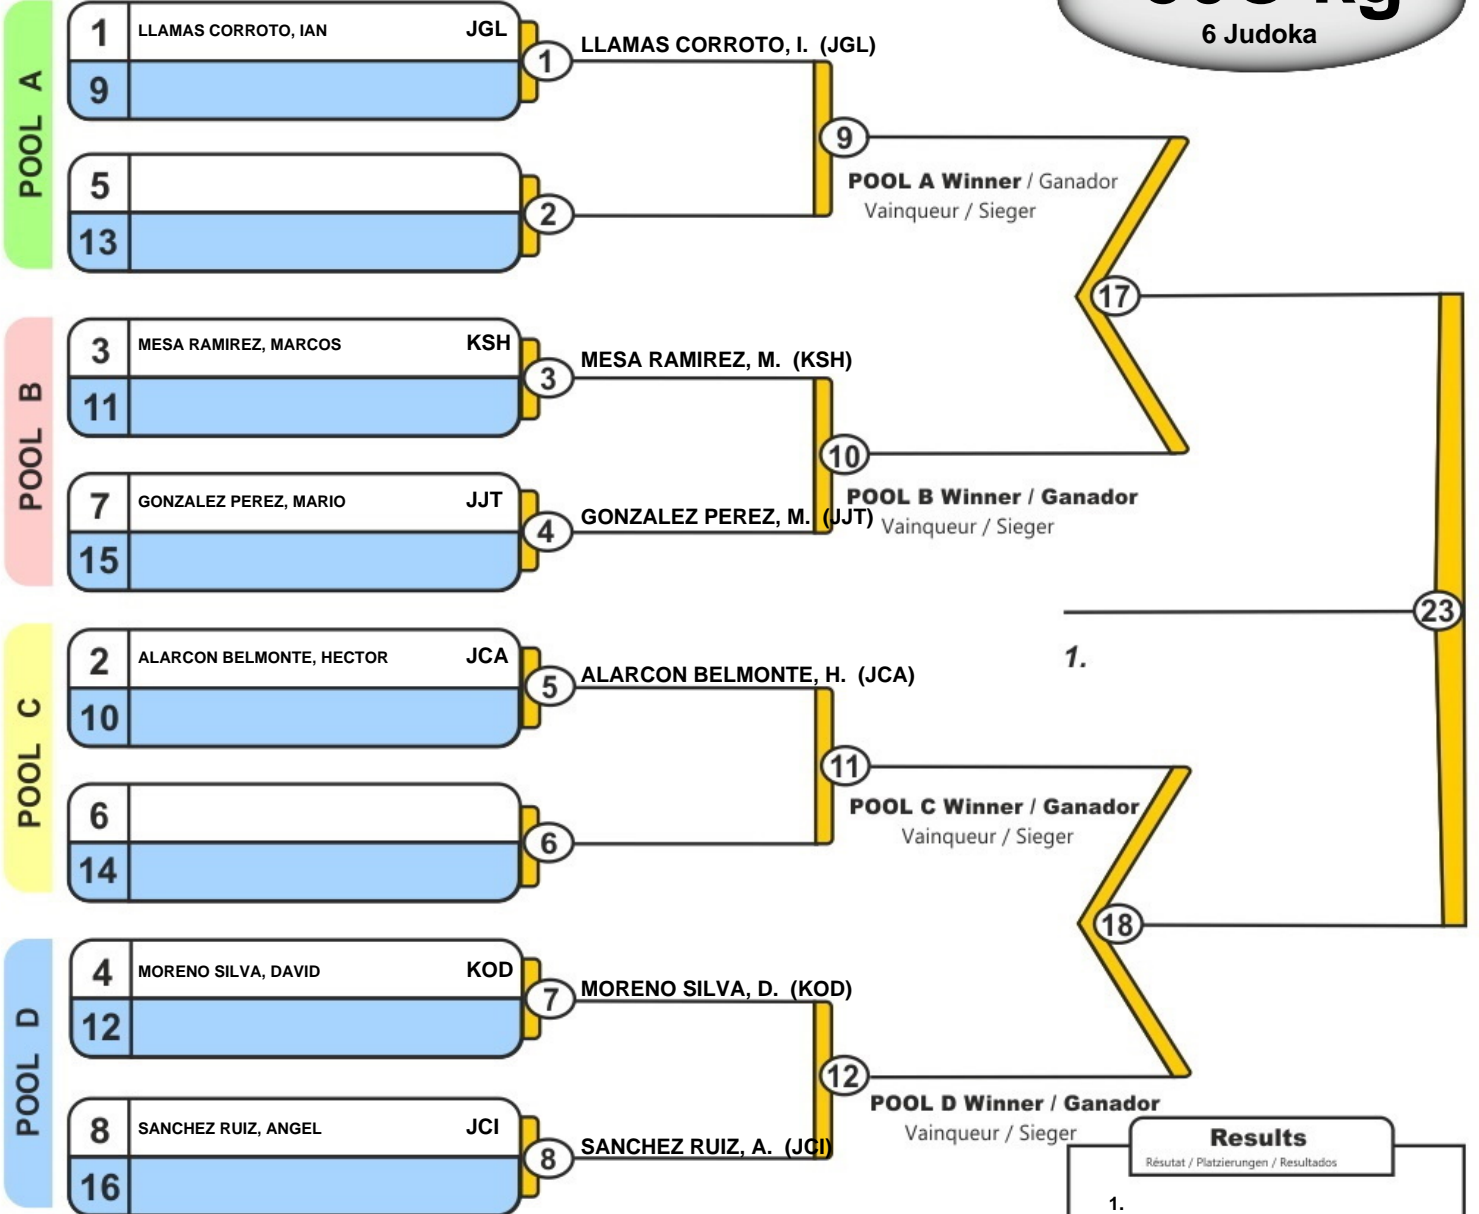 6 Judoka
POOL A
1 LLAMAS CORROTO, IAN JGL
9
1
LLAMAS CORROTO, I. (JGL)
5
13
2
9
POOL A Winner / Ganador
Vainqueur / Sieger
17
POOL B
3 MESA RAMIREZ, MARCOS KSH
11
3
MESA RAMIREZ, M. (KSH)
7 GONZALEZ PEREZ, MARIO JJT
15
4
GONZALEZ PEREZ, M. (JJT)
10
POOL B Winner / Ganador
Vainqueur / Sieger
23
1.
POOL C
2 ALARCON BELMONTE, HECTOR JCA
10
5
ALARCON BELMONTE, H. (JCA)
6
14
6
11
POOL C Winner / Ganador
Vainqueur / Sieger
18
POOL D
4 MORENO SILVA, DAVID KOD
12
7
MORENO SILVA, D. (KOD)
8 SANCHEZ RUIZ, ANGEL JCI
16
8
SANCHEZ RUIZ, A. (JCI)
12
POOL D Winner / Ganador
Vainqueur / Sieger
Results
Résutat / Platzierungen / Resultados
1.